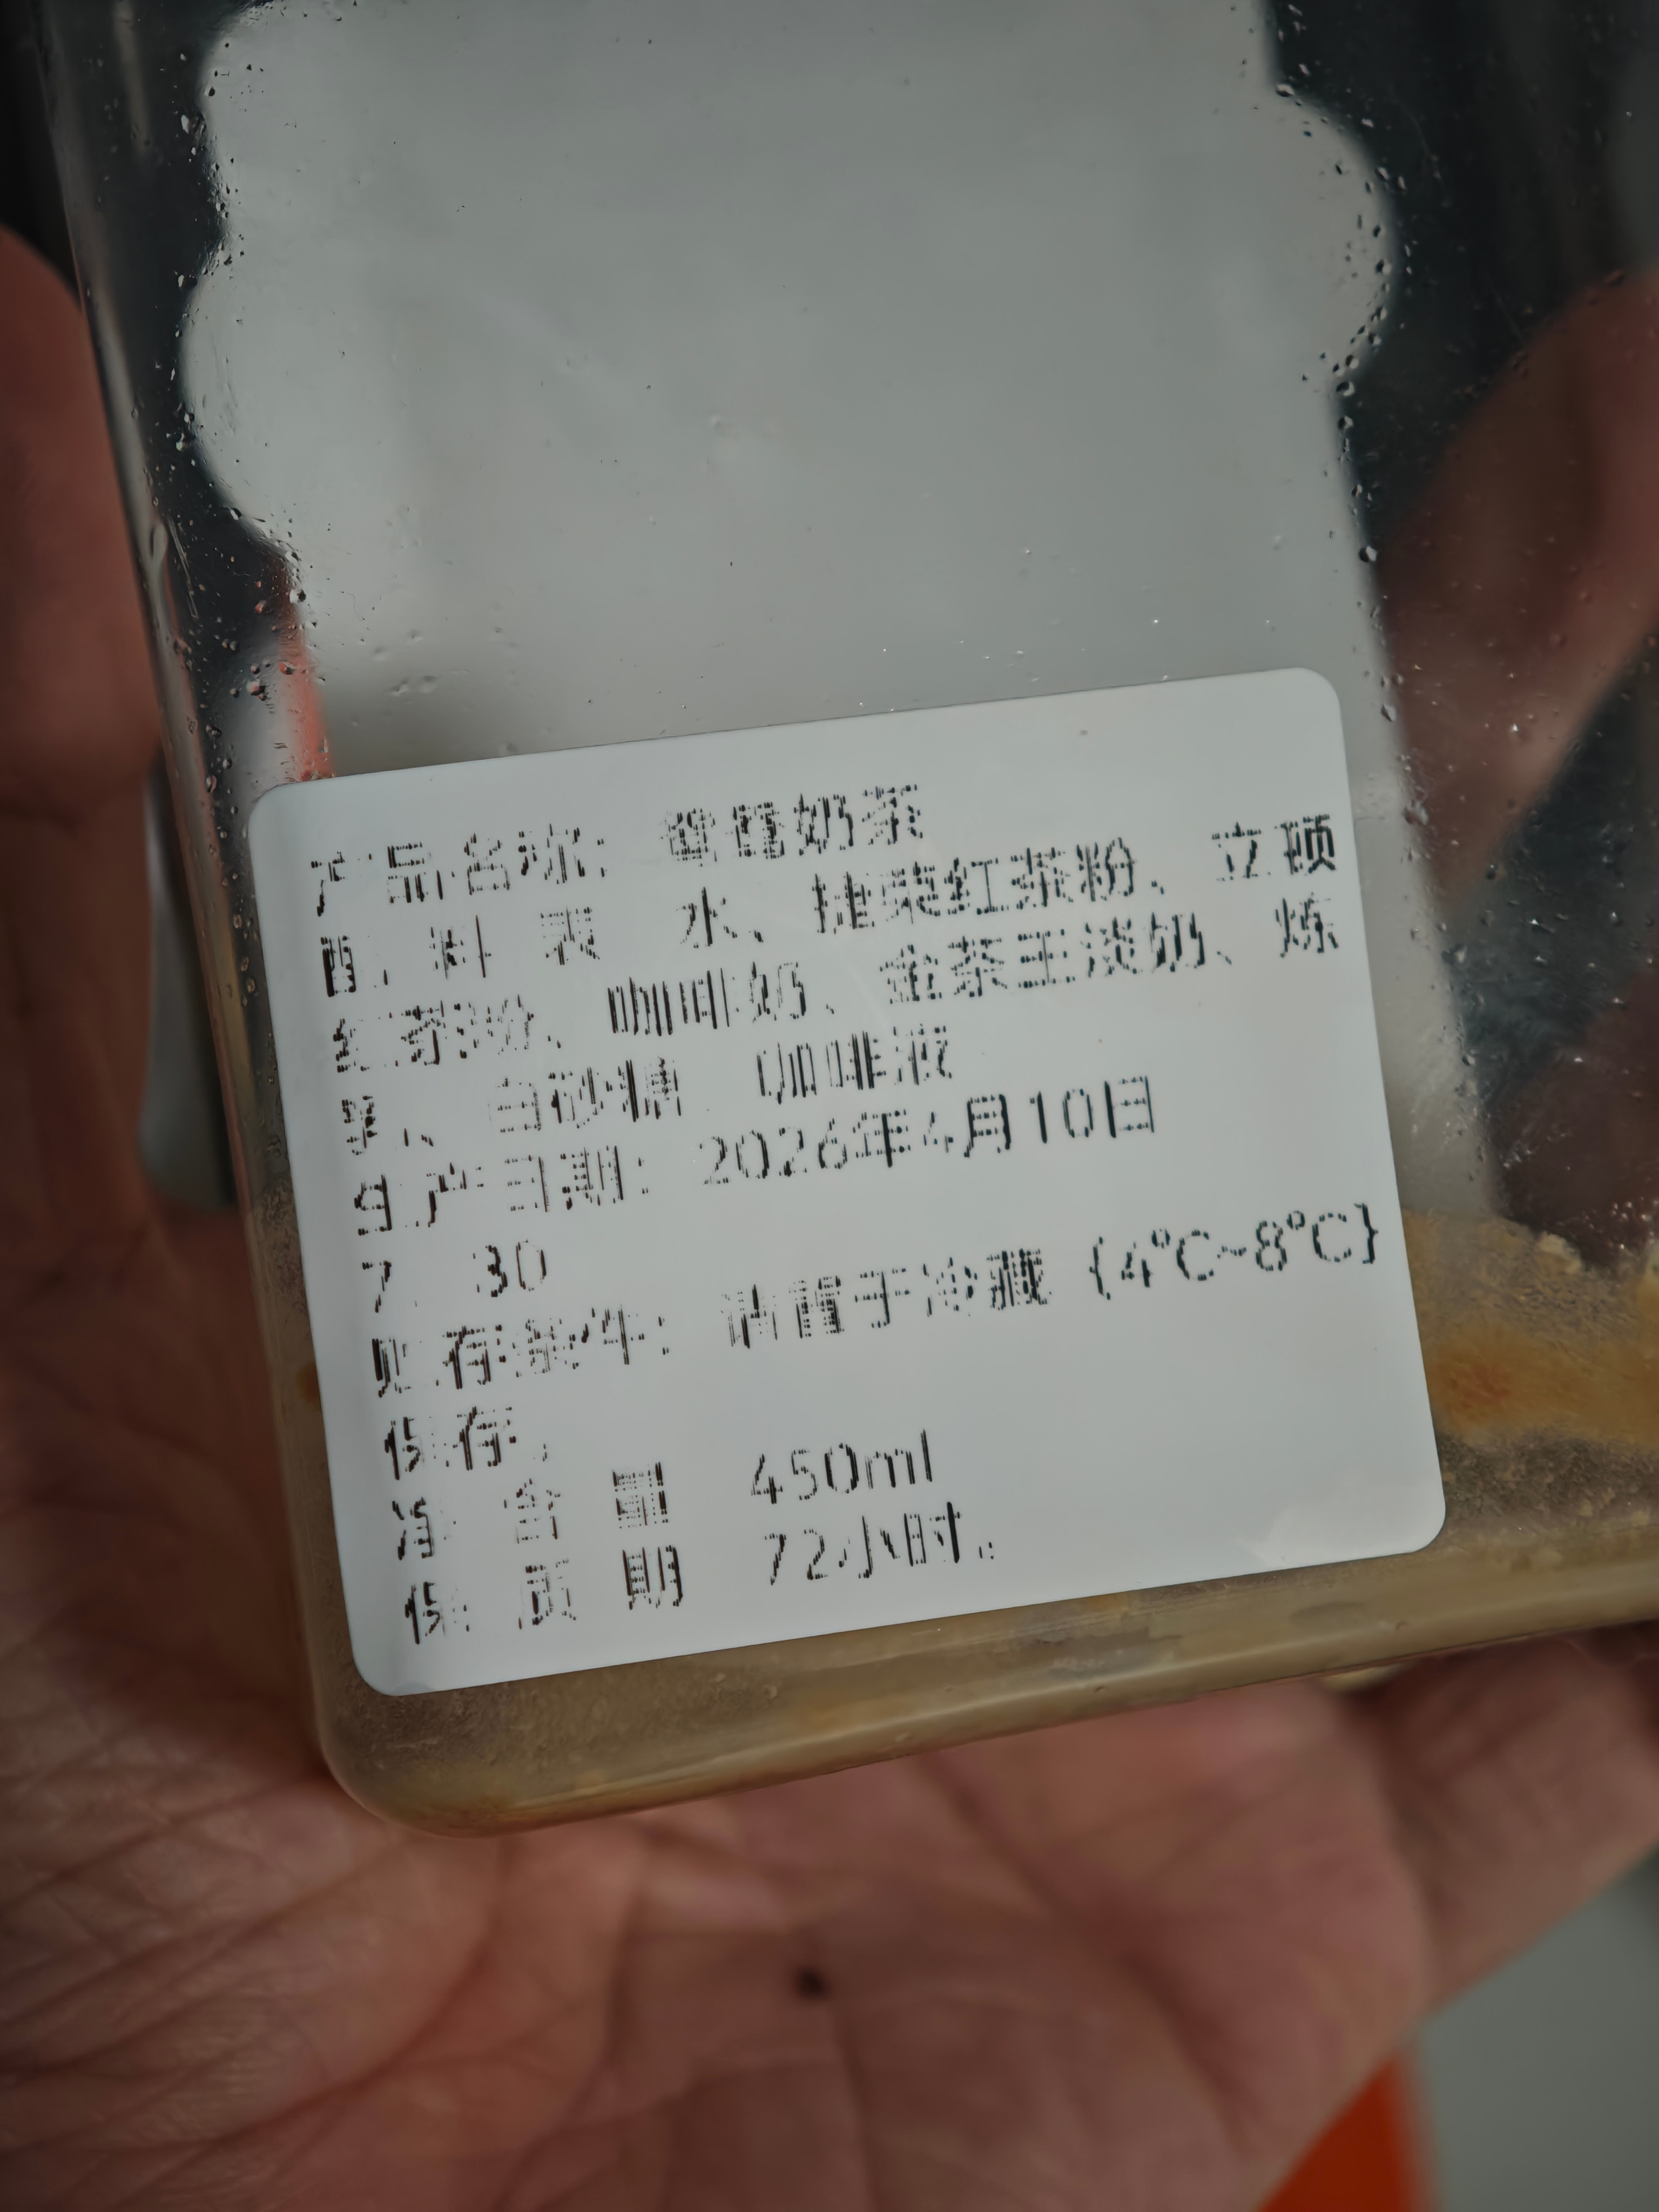 产品名称：鸳鸯奶茶
配 料 表 水、捷荣红茶粉、立顿
红茶粉、咖啡奶、金茶王淡奶、炼
乳、白砂糖 咖啡液
生产日期：2026年4月10日
7 30
贮存条件：请置于冷藏（4°C~8°C）
保存，
净 含 量 450ml
保 质 期 72小时。